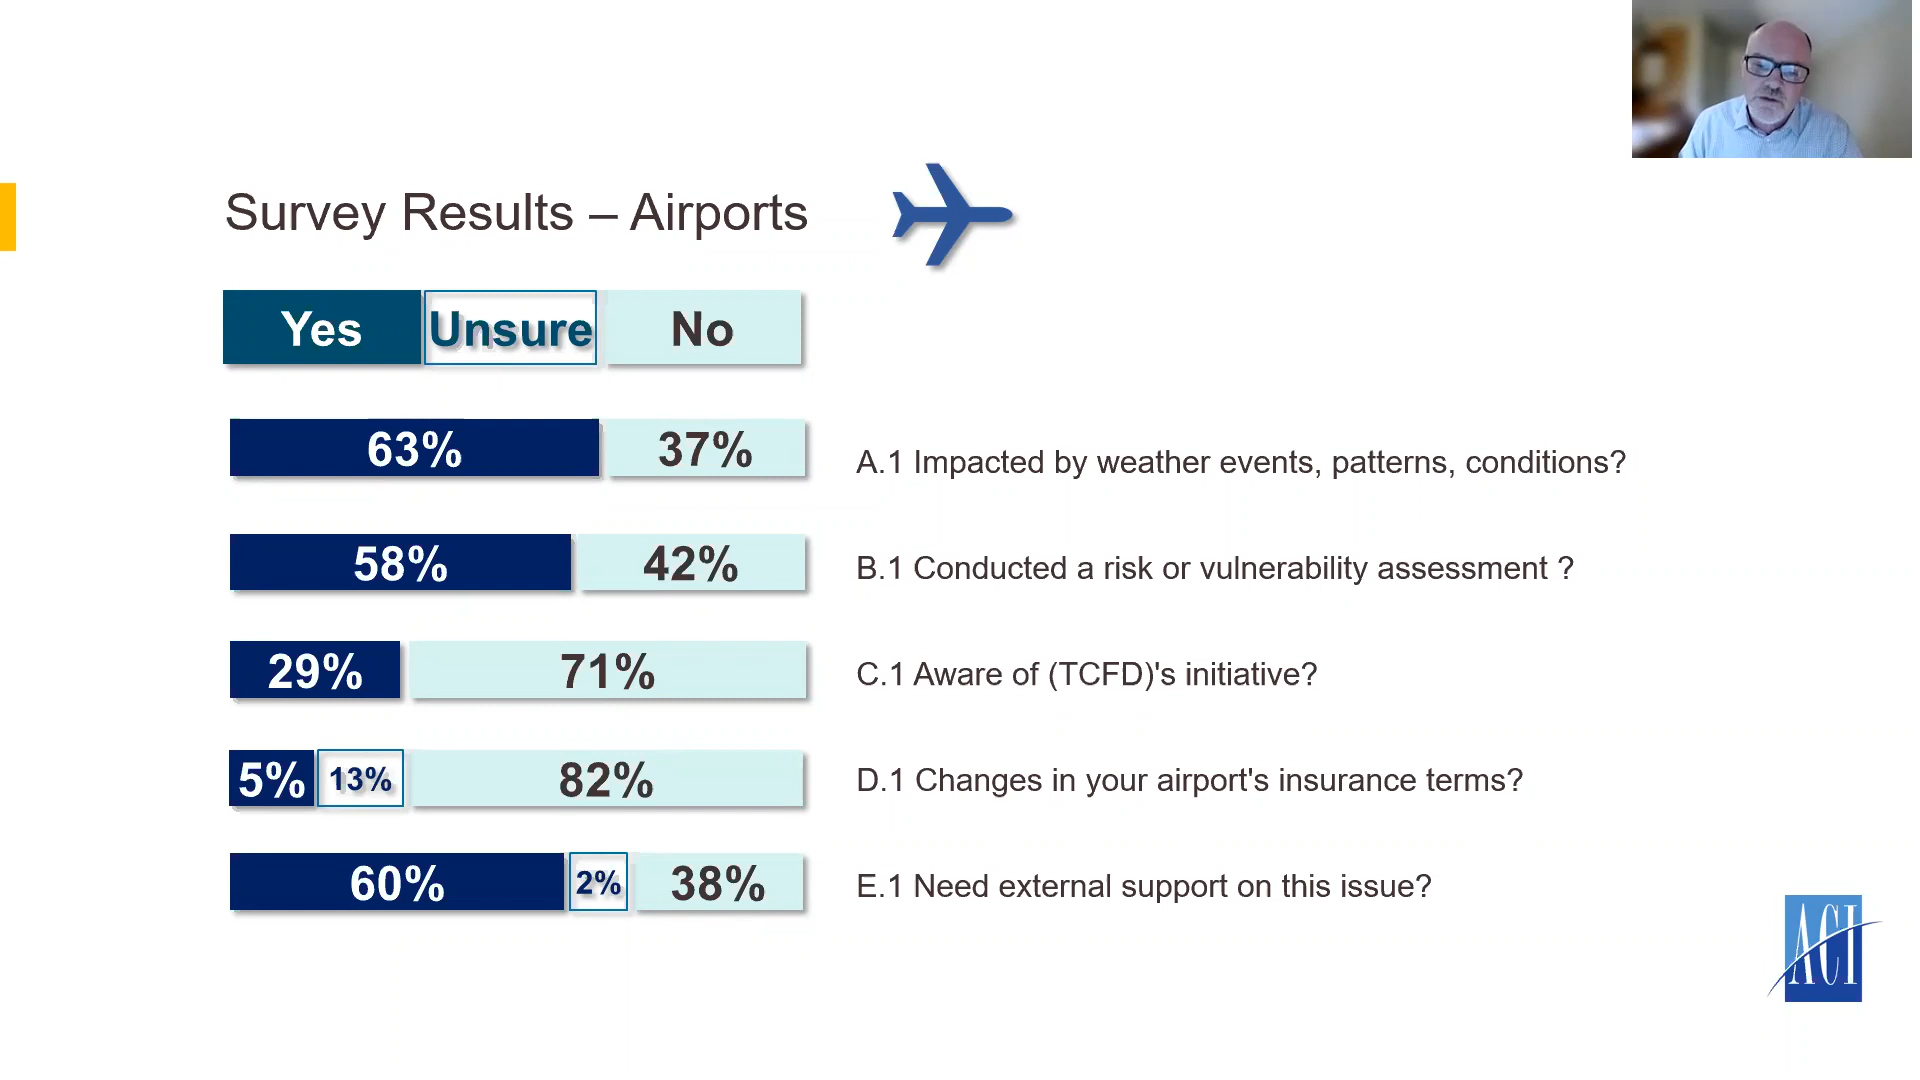 Survey Results – Airports
Yes Unsure No
63% 37% A.1 Impacted by weather events, patterns, conditions?
58% 42% B.1 Conducted a risk or vulnerability assessment ?
29% 71% C.1 Aware of (TCFD)'s initiative?
5% 13% 82% D.1 Changes in your airport's insurance terms?
60% 2% 38% E.1 Need external support on this issue?
ACI